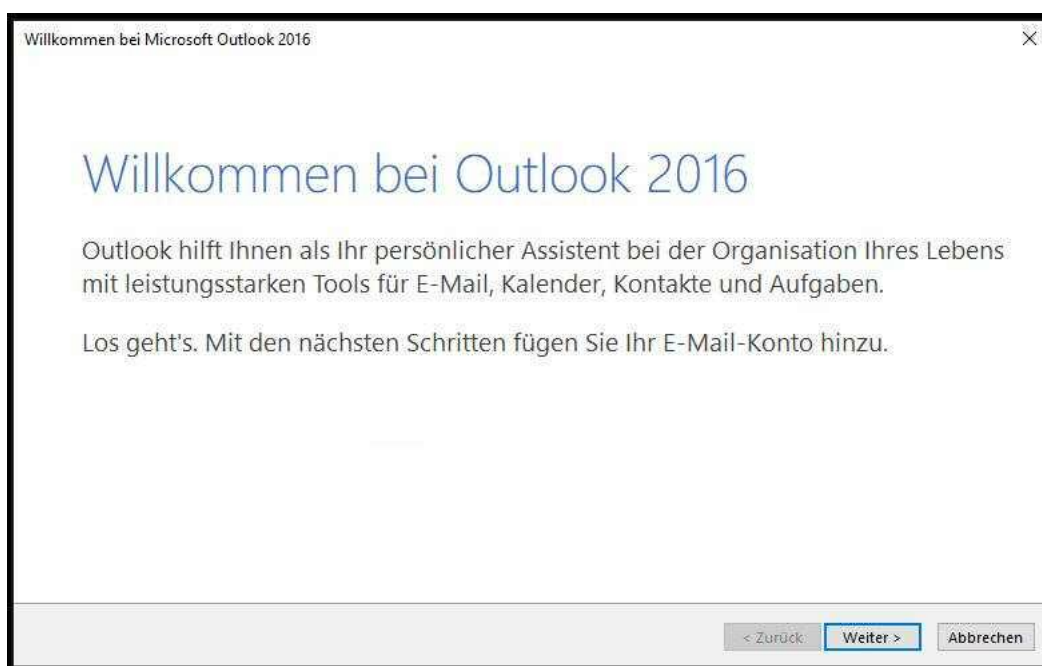 Willkommen bei Microsoft Outlook 2016
Willkommen bei Outlook 2016
Outlook hilft Ihnen als Ihr persönlicher Assistent bei der Organisation Ihres Lebens
mit leistungsstarken Tools für E-Mail, Kalender, Kontakte und Aufgaben.
Los geht's. Mit den nächsten Schritten fügen Sie Ihr E-Mail-Konto hinzu.
< Zurück Weiter > Abbrechen